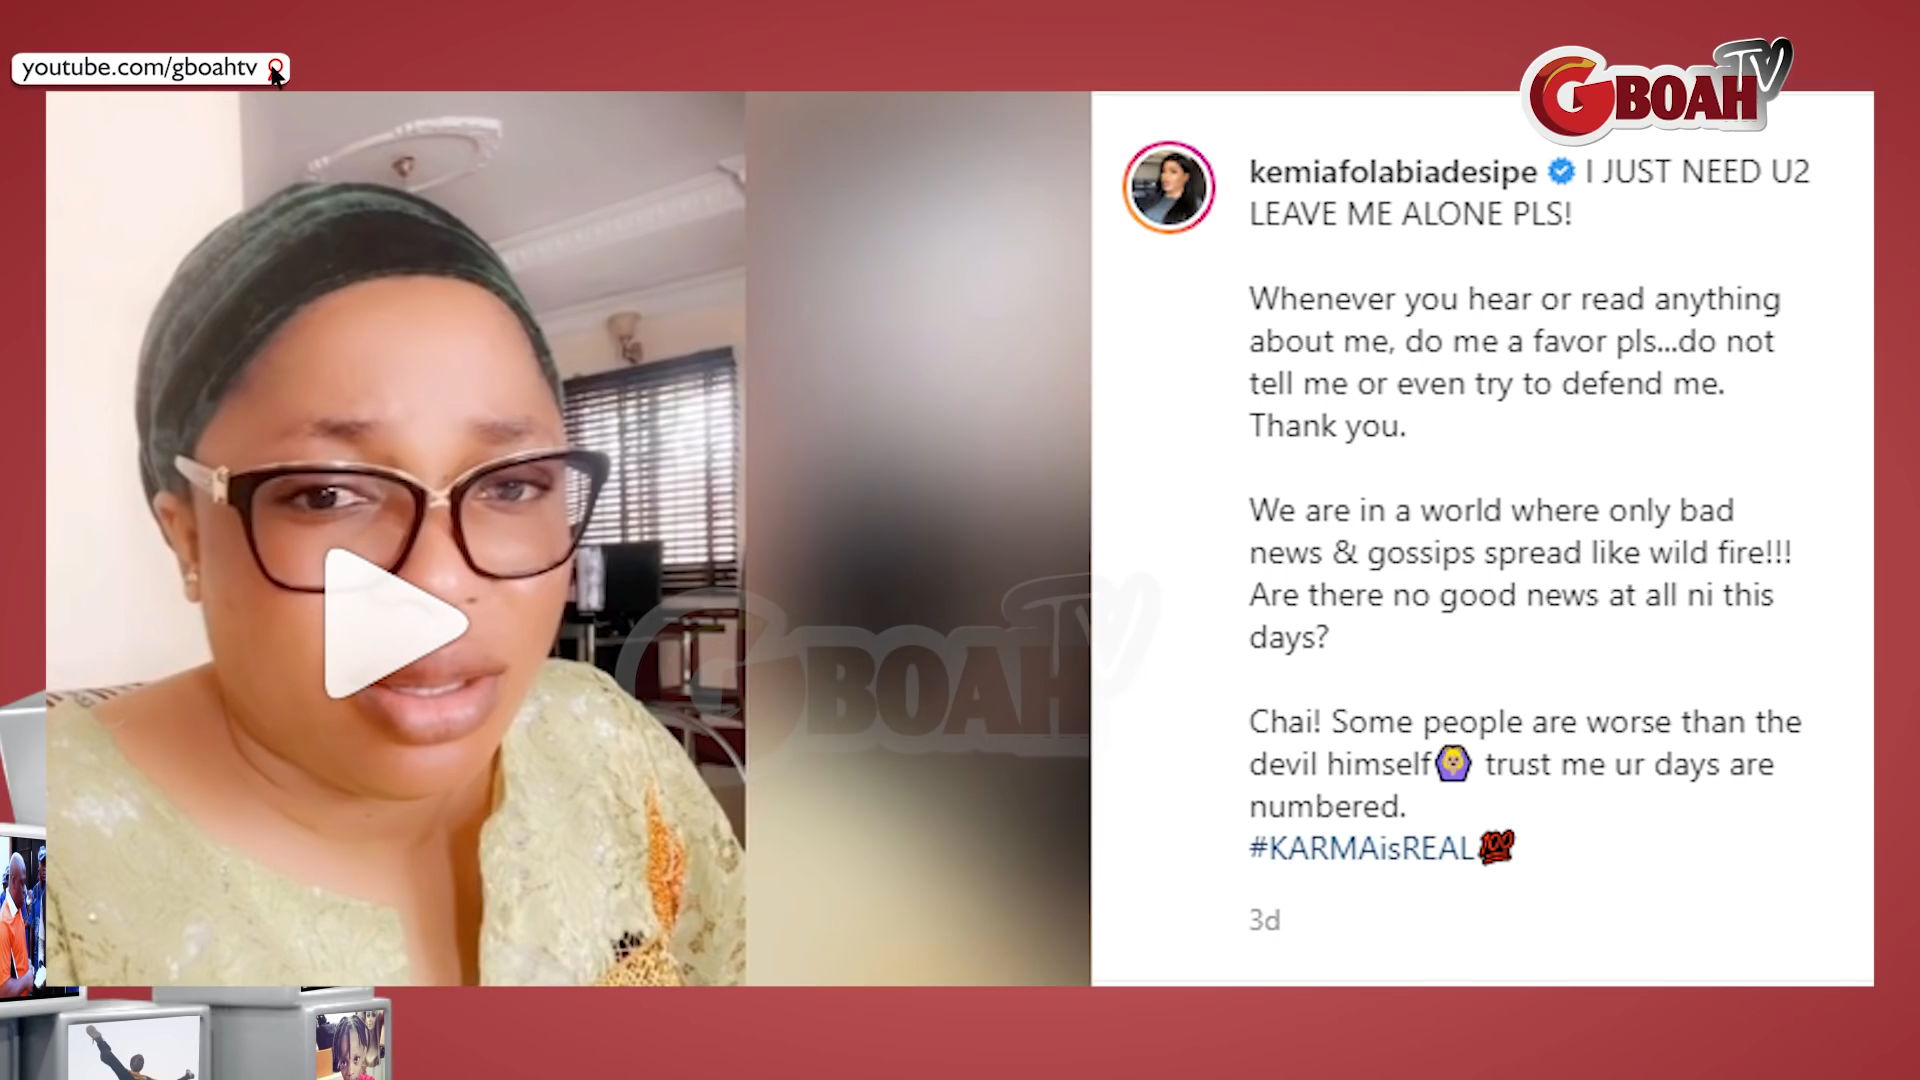 youtube.com/gboahtv
GBOAH TV
kemiafolabiadesipe I JUST NEED U2
LEAVE ME ALONE PLS!
Whenever you hear or read anything
about me, do me a favor pls...do not
tell me or even try to defend me.
Thank you.
We are in a world where only bad
news & gossips spread like wild fire!!!
Are there no good news at all ni this
days?
Chai! Some people are worse than the
devil himself🙆 trust me ur days are
numbered.
#KARMAisREAL💯
3d
GBOAH TV